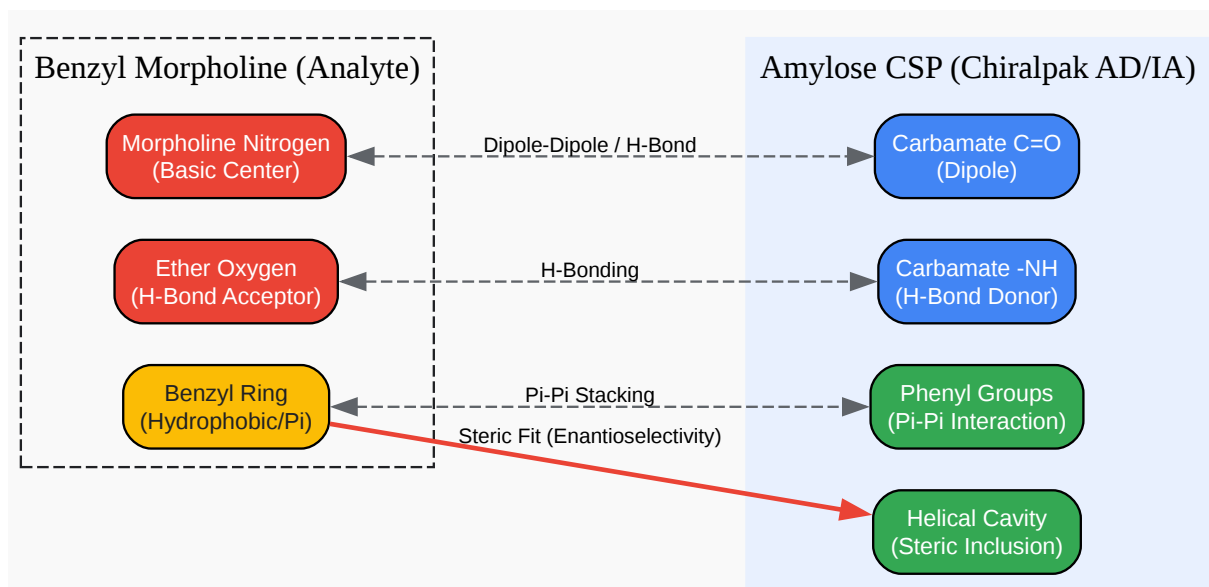 Benzyl Morpholine (Analyte)
Amylose CSP (Chiralpak AD/IA)
Morpholine Nitrogen
(Basic Center)
Dipole-Dipole / H-Bond
Carbamate C=O
(Dipole)
Ether Oxygen
(H-Bond Acceptor)
H-Bonding
Carbamate -NH
(H-Bond Donor)
Benzyl Ring
(Hydrophobic/Pi)
Pi-Pi Stacking
Phenyl Groups
(Pi-Pi Interaction)
Steric Fit (Enantioselectivity)
Helical Cavity
(Steric Inclusion)